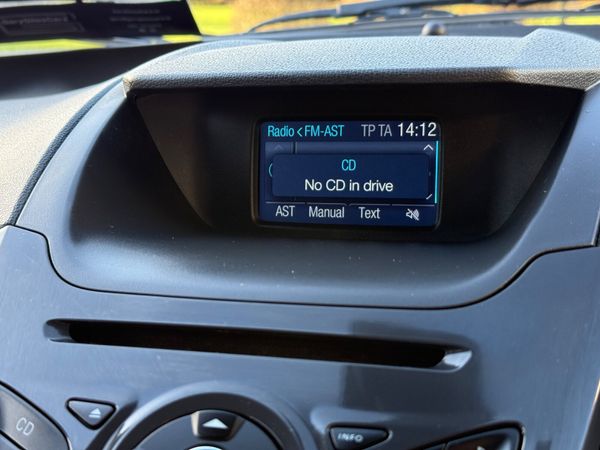 Radio < FM-AST TP TA 14:12
CD
No CD in drive
AST Manual Text
CD
INFO